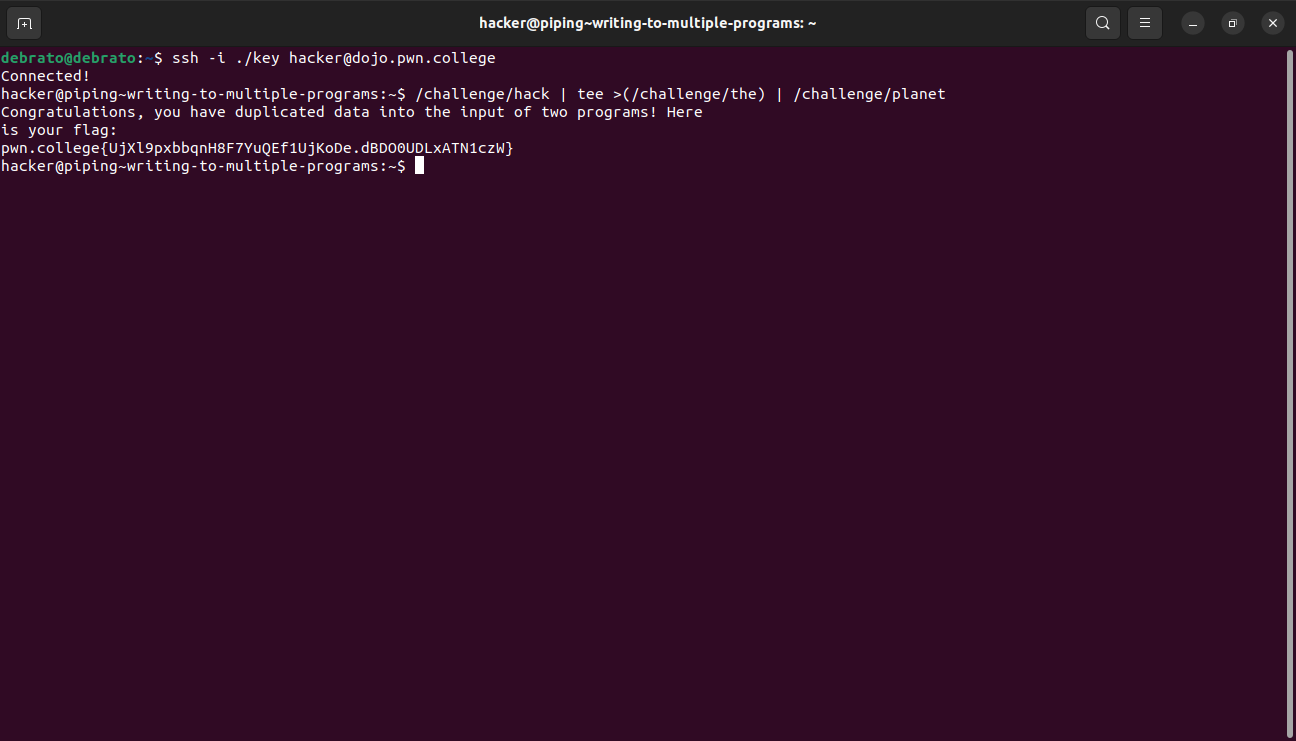 hacker@piping~writing-to-multiple-programs: ~
debrato@debrato:~$ ssh -i ./key hacker@dojo.pwn.college
Connected!
hacker@piping~writing-to-multiple-programs:~$ /challenge/hack | tee >(/challenge/the) | /challenge/planet
Congratulations, you have duplicated data into the input of two programs! Here
is your flag:
pwn.college{UjXl9pxbbqnH8F7YuQEf1UjKoDe.dBDO0UDLxATN1czW}
hacker@piping~writing-to-multiple-programs:~$